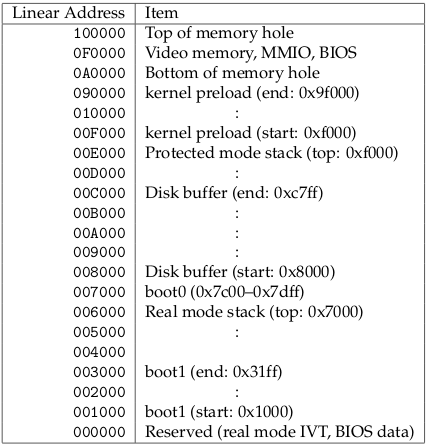 Linear Address Item
100000 Top of memory hole
0F0000 Video memory, MMIO, BIOS
0A0000 Bottom of memory hole
090000 kernel preload (end: 0x9f000)
010000 :
00F000 kernel preload (start: 0xf000)
00E000 Protected mode stack (top: 0xf000)
00D000 :
00C000 Disk buffer (end: 0xc7ff)
00B000 :
00A000 :
009000 :
008000 Disk buffer (start: 0x8000)
007000 boot0 (0x7c00–0x7dff)
006000 Real mode stack (top: 0x7000)
005000 :
004000
003000 boot1 (end: 0x31ff)
002000 :
001000 boot1 (start: 0x1000)
000000 Reserved (real mode IVT, BIOS data)